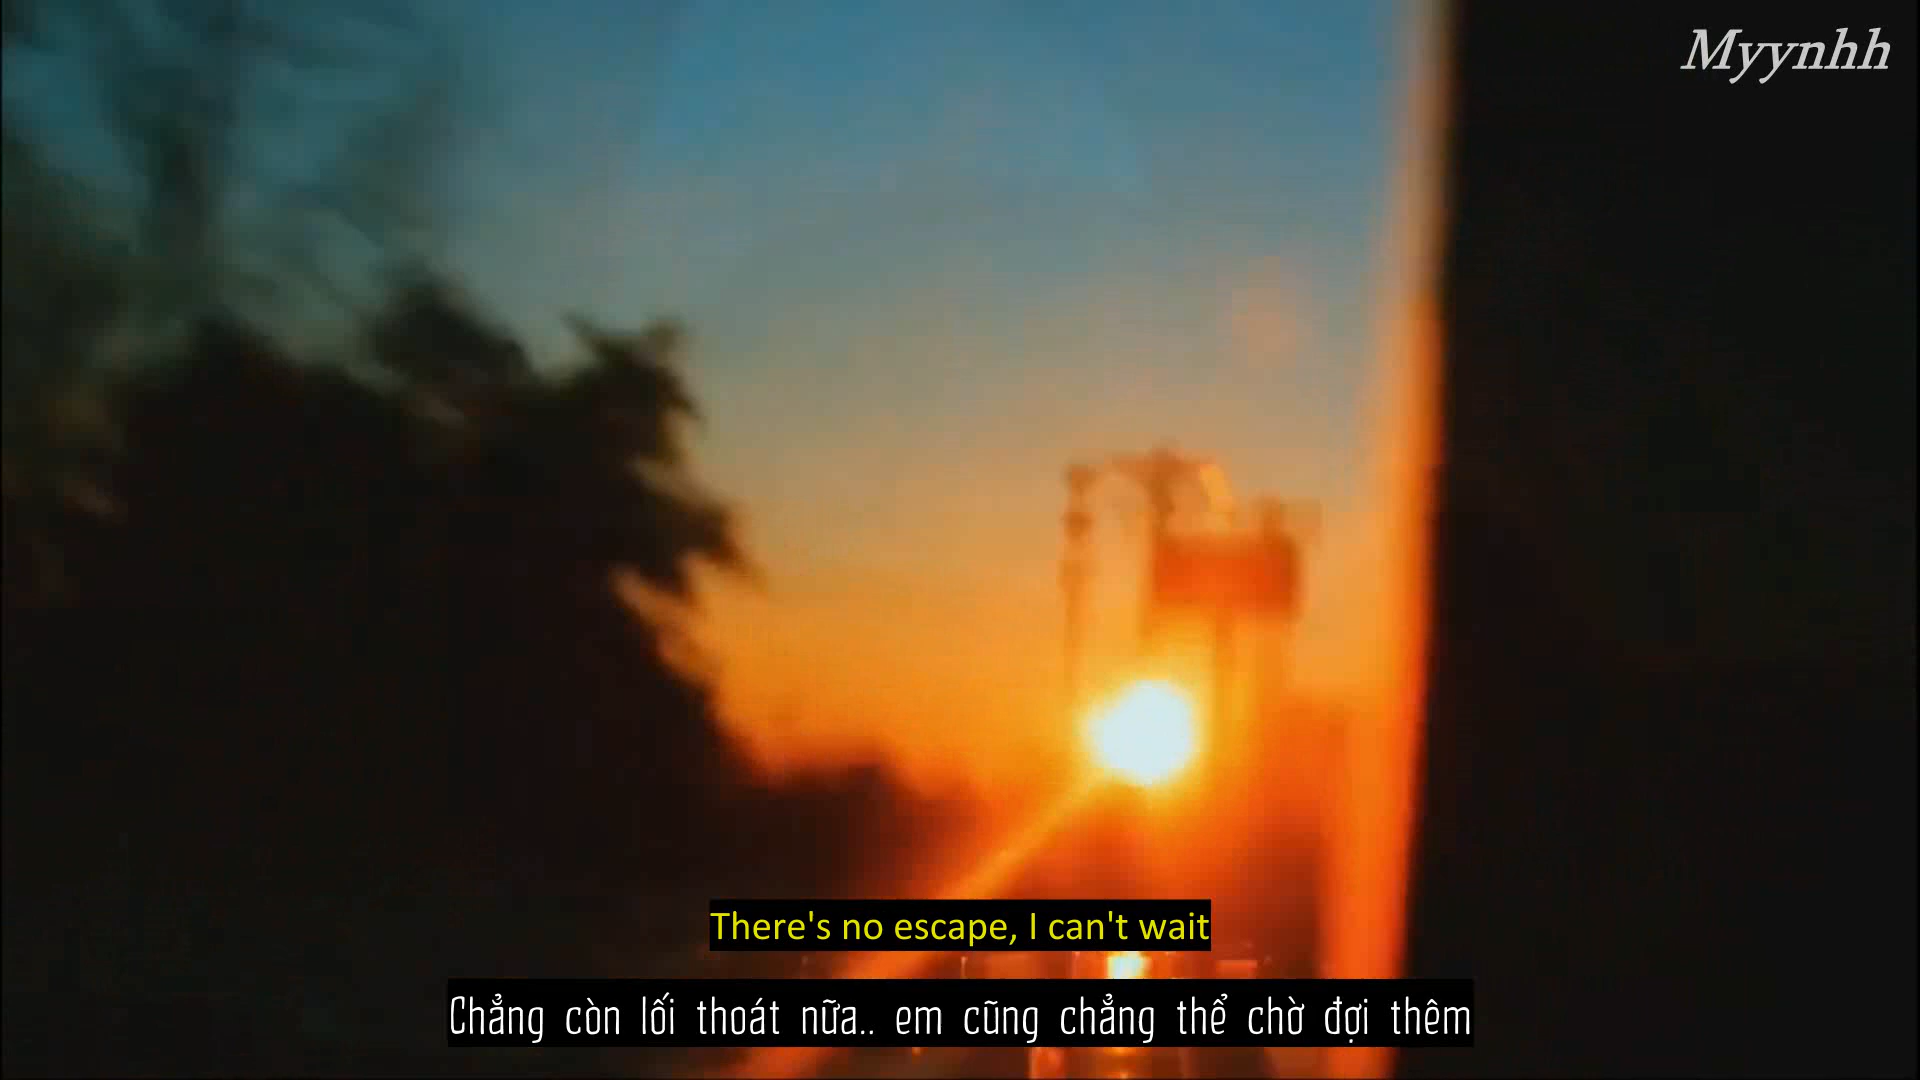 Myynhh
There's no escape, I can't wait
Chẳng còn lối thoát nữa.. em cũng chẳng thể chờ đợi thêm